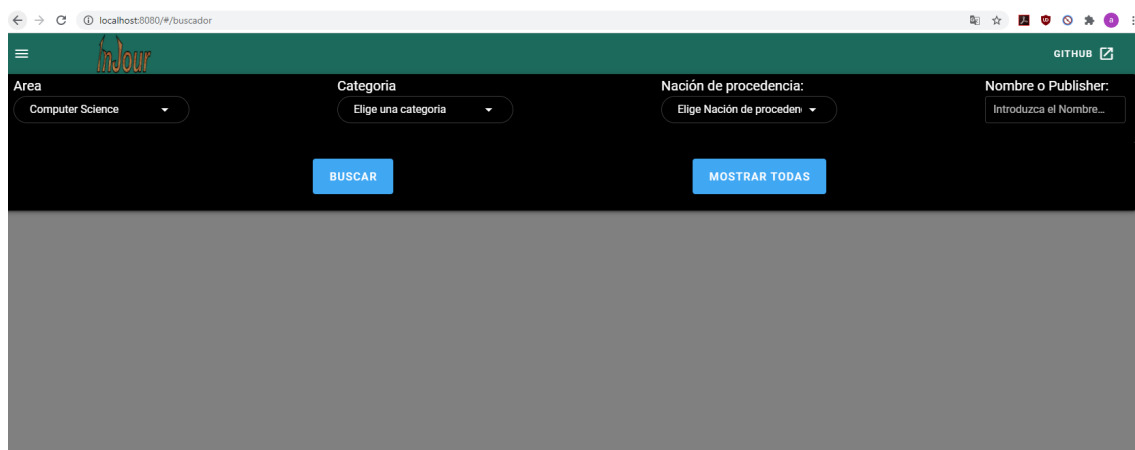 localhost:8080/#/buscador
InJour
GITHUB
Area
Categoria
Nación de procedencia:
Nombre o Publisher:
Computer Science
Elige una categoria
Elige Nación de proceden
Introduzca el Nombre...
BUSCAR
MOSTRAR TODAS